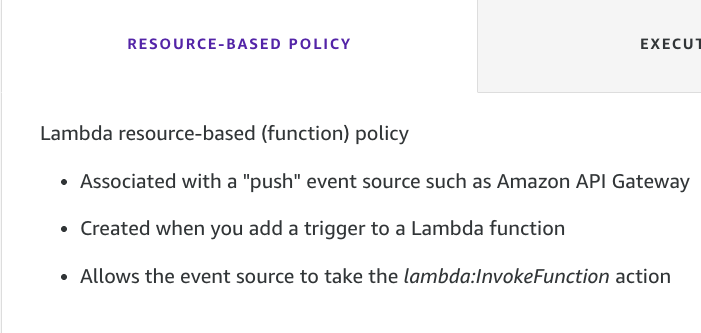 RESOURCE-BASED POLICY
EXECUT
Lambda resource-based (function) policy
• Associated with a "push" event source such as Amazon API Gateway
• Created when you add a trigger to a Lambda function
• Allows the event source to take the lambda:InvokeFunction action